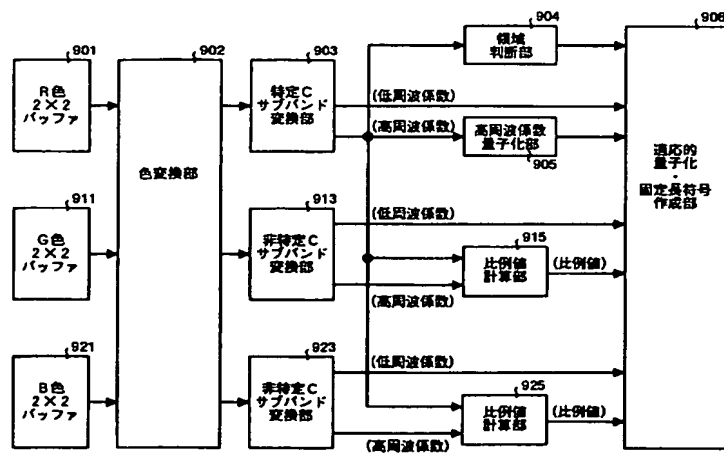 901
R色
2×2
バッファ
902
色変換部
903
特定C
サブバンド
変換部
904
領域
判断部
(低周波係数)
(高周波係数)
高周波係数
量子化部
905
906
適応的
量子化
・
固定長符号
作成部
911
G色
2×2
バッファ
913
非特定C
サブバンド
変換部
(低周波係数)
915
比例値
計算部
(比例値)
(高周波係数)
921
B色
2×2
バッファ
923
非特定C
サブバンド
変換部
(低周波係数)
925
比例値
計算部
(比例値)
(高周波係数)